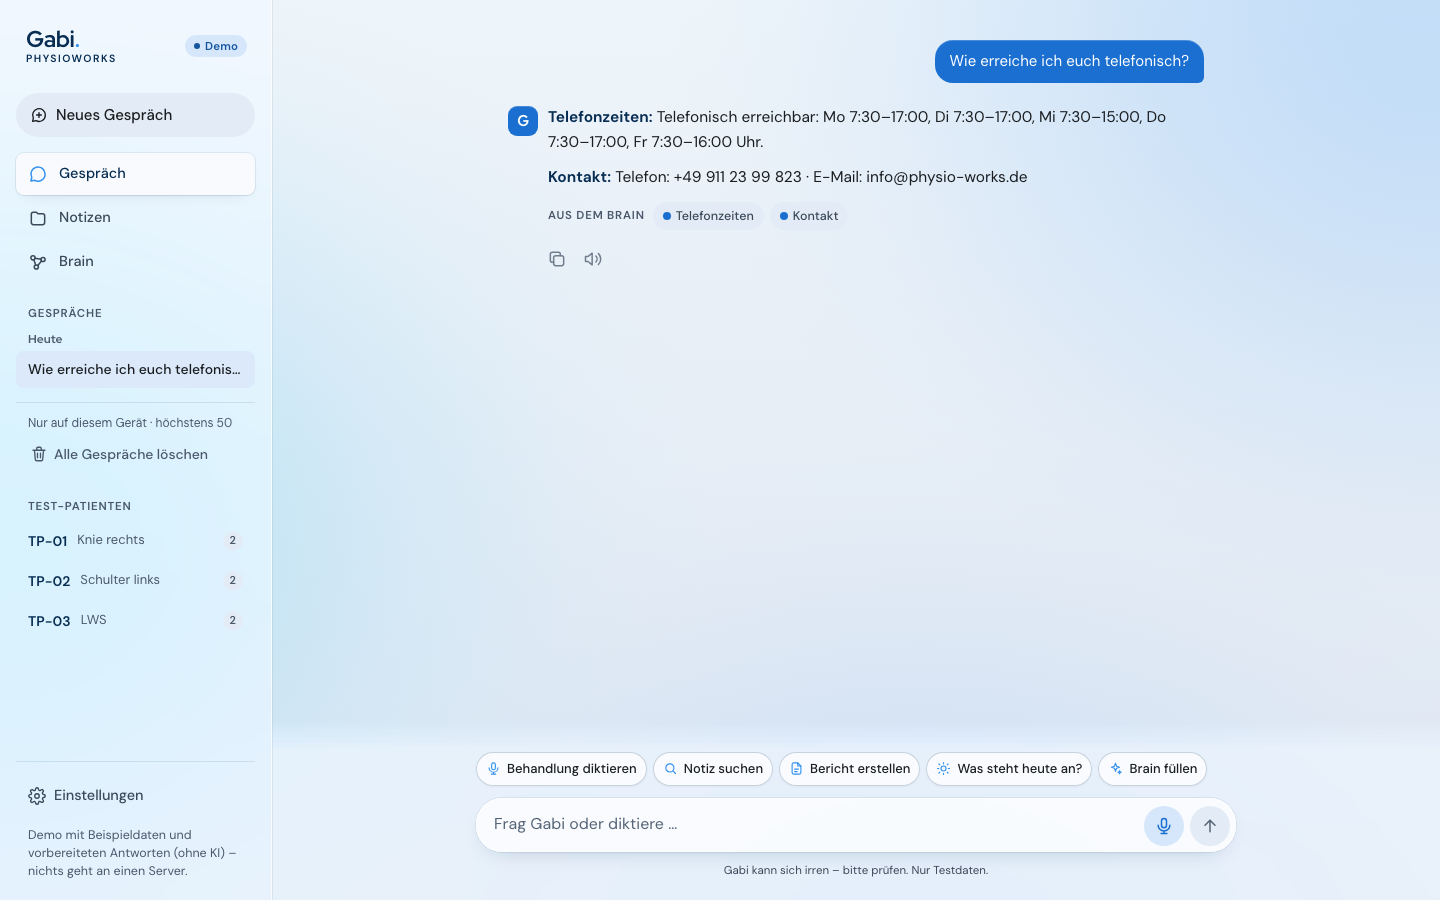 Gabi.
PHYSIOWORKS
Demo
Neues Gespräch
Gespräch
Notizen
Brain
GESPRÄCHE
Heute
Wie erreiche ich euch telefonis...
Nur auf diesem Gerät · höchstens 50
Alle Gespräche löschen
TEST-PATIENTEN
TP-01 Knie rechts 2
TP-02 Schulter links 2
TP-03 LWS 2
Einstellungen
Demo mit Beispieldaten und
vorbereiteten Antworten (ohne KI) –
nichts geht an einen Server.
Wie erreiche ich euch telefonisch?
G
Telefonzeiten: Telefonisch erreichbar: Mo 7:30–17:00, Di 7:30–17:00, Mi 7:30–15:00, Do
7:30–17:00, Fr 7:30–16:00 Uhr.
Kontakt: Telefon: +49 911 23 99 823 · E-Mail: info@physio-works.de
AUS DEM BRAIN Telefonzeiten Kontakt
Behandlung diktieren Notiz suchen Bericht erstellen Was steht heute an? Brain füllen
Frag Gabi oder diktiere ...
Gabi kann sich irren – bitte prüfen. Nur Testdaten.